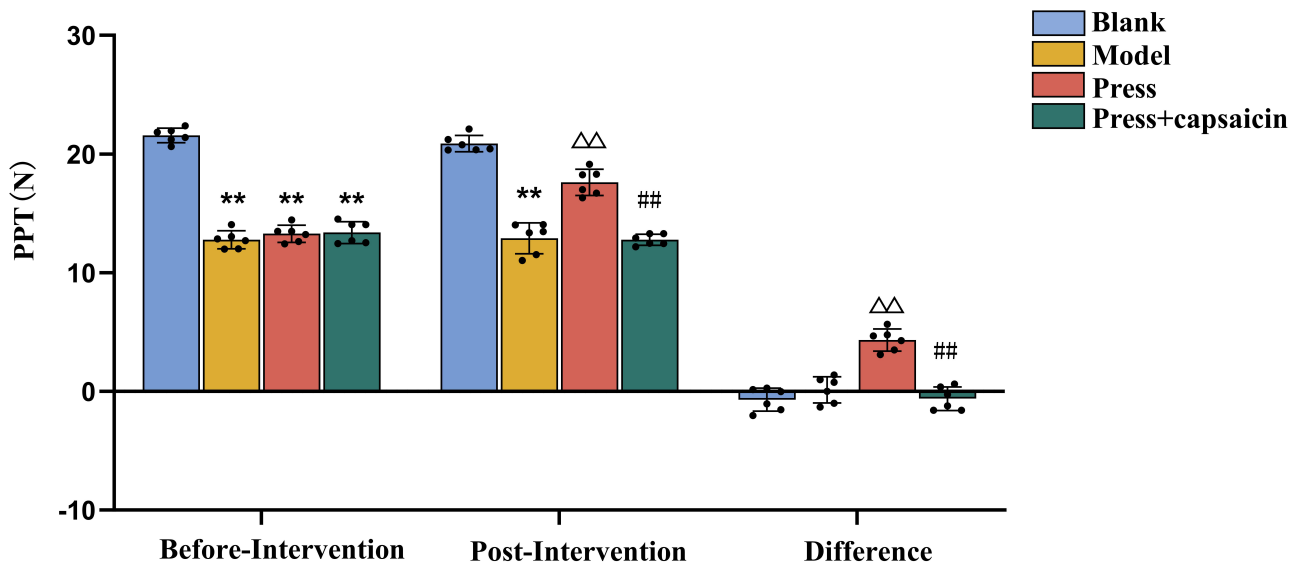 Blank
Model
Press
Press+capsaicin
PPT(N)
30
20
10
0
-10
** ** **
** △△ ##
△△ ##
Before-Intervention Post-Intervention Difference